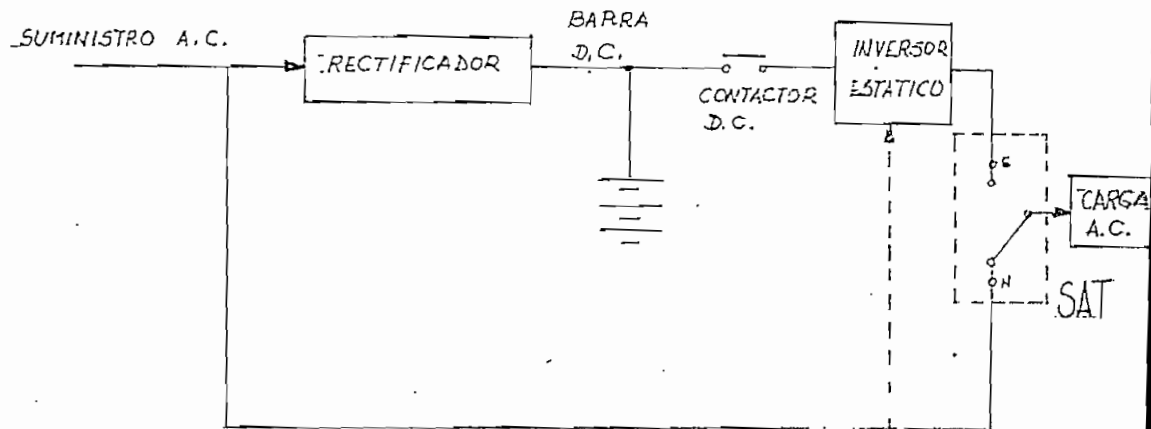 SUMINISTRO A.C.
RECTIFICADOR
BARRA
D.C.
CONTACTOR
D.C.
INVERSOR
ESTATICO
E
N
CARGA
A.C.
SAT